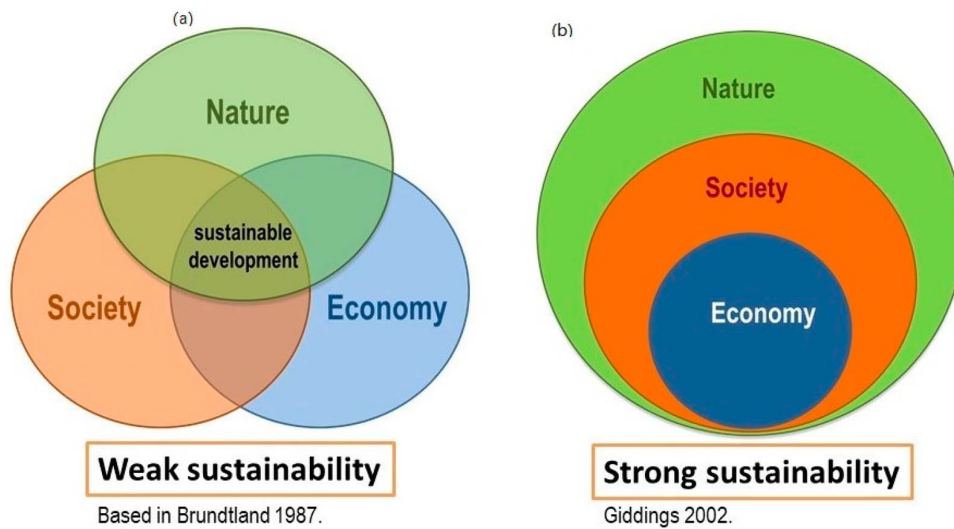 (a)
Nature
sustainable
development
Society
Economy
Weak sustainability
Based in Brundtland 1987.
(b)
Nature
Society
Economy
Strong sustainability
Giddings 2002.